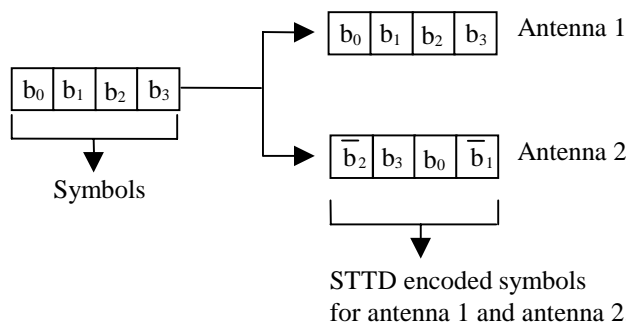 b₀ b₁ b₂ b₃ Antenna 1
b₀ b₁ b₂ b₃
b̅₂ b₃ b₀ b̅₁ Antenna 2
Symbols
STTD encoded symbols
for antenna 1 and antenna 2